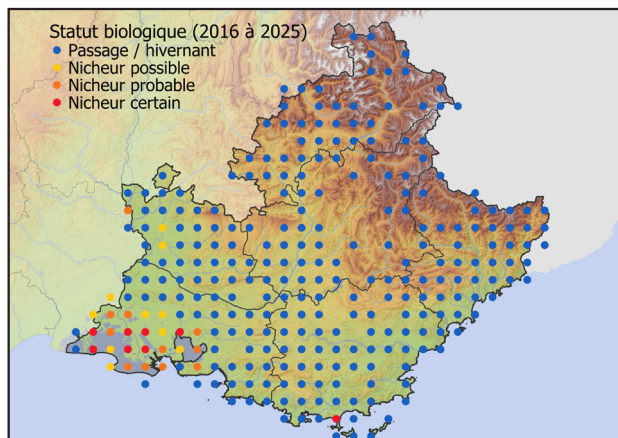 Statut biologique (2016 à 2025)
Passage / hivernant
Nicheur possible
Nicheur probable
Nicheur certain